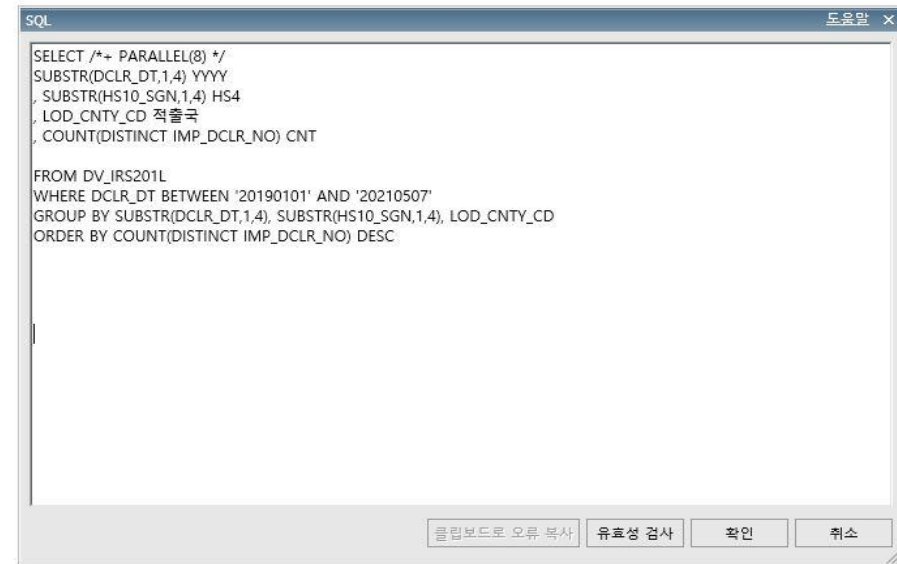 SQL 도움말 ×
SELECT /*+ PARALLEL(8) */
SUBSTR(DCLR_DT,1,4) YYYY
, SUBSTR(HS10_SGN,1,4) HS4
, LOD_CNTY_CD 적출국
, COUNT(DISTINCT IMP_DCLR_NO) CNT
FROM DV_IRS201L
WHERE DCLR_DT BETWEEN '20190101' AND '20210507'
GROUP BY SUBSTR(DCLR_DT,1,4), SUBSTR(HS10_SGN,1,4), LOD_CNTY_CD
ORDER BY COUNT(DISTINCT IMP_DCLR_NO) DESC
클립보드로 오류 복사 유효성 검사 확인 취소